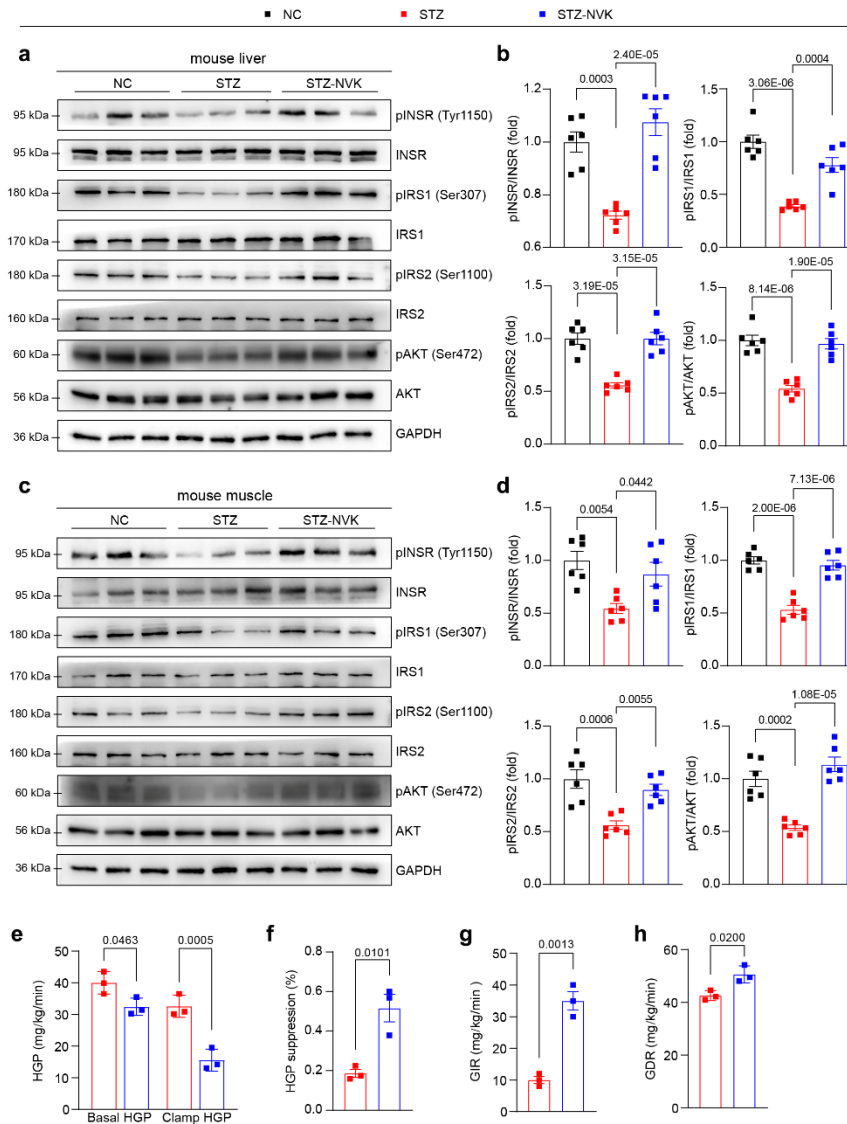 NC STZ STZ-NVK
a
mouse liver
NC STZ STZ-NVK
95 kDa pINSR (Tyr1150)
95 kDa INSR
180 kDa pIRS1 (Ser307)
170 kDa IRS1
180 kDa pIRS2 (Ser1100)
160 kDa IRS2
60 kDa pAKT (Ser472)
56 kDa AKT
36 kDa GAPDH
b
pINSR/INSR (fold)
1.2
1.0
0.8
0.6
0.0003
2.40E-05
pIRS1/IRS1 (fold)
1.5
1.0
0.5
0.0
3.06E-06
0.0004
pIRS2/IRS2 (fold)
1.5
1.0
0.5
0.0
3.19E-05
3.15E-05
pAKT/AKT (fold)
1.5
1.0
0.5
0.0
8.14E-06
1.90E-05
c
mouse muscle
NC STZ STZ-NVK
95 kDa pINSR (Tyr1150)
95 kDa INSR
180 kDa pIRS1 (Ser307)
170 kDa IRS1
180 kDa pIRS2 (Ser1100)
160 kDa IRS2
60 kDa pAKT (Ser472)
56 kDa AKT
36 kDa GAPDH
d
pINSR/INSR (fold)
1.5
1.0
0.5
0.0
0.0054
0.0442
pIRS1/IRS1 (fold)
1.5
1.0
0.5
0.0
2.00E-06
7.13E-06
pIRS2/IRS2 (fold)
1.5
1.0
0.5
0.0
0.0006
0.0055
pAKT/AKT (fold)
1.5
1.0
0.5
0.0
0.0002
1.08E-05
e
HGP (mg/kg/min)
50
40
30
20
10
0
0.0463
0.0005
Basal HGP Clamp HGP
f
HGP suppression (%)
0.8
0.6
0.4
0.2
0.0
0.0101
g
GIR (mg/kg/min)
50
40
30
20
10
0
0.0013
h
GDR (mg/kg/min)
60
40
20
0
0.0200